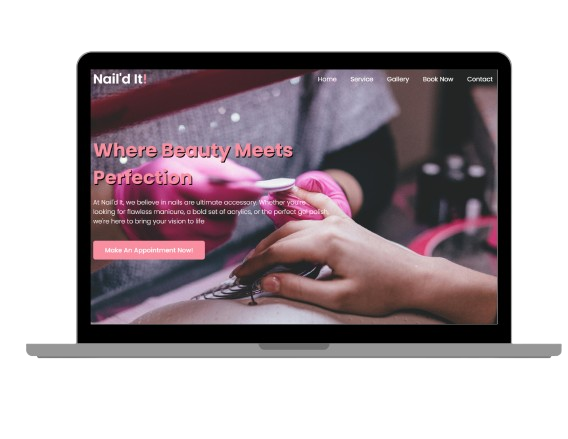 Nail'd It!
Home Service Gallery Book Now Contact
Where Beauty Meets
Perfection
At Nail'd It, we believe in nails are ultimate accessory. Whether you're
looking for flawless manicure, a bold set of acrylics, or the perfect gel polish,
we're here to bring your vision to life
Make An Appointment Now!